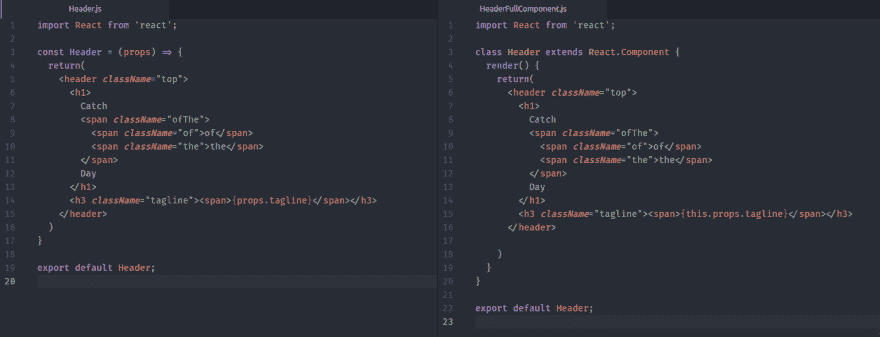 Header.js
1 import React from 'react';
2
3 const Header = (props) => {
4   return(
5     <header className="top">
6       <h1>
7         Catch
8         <span className="ofThe">
9           <span className="of">of</span>
10           <span className="the">the</span>
11         </span>
12         Day
13       </h1>
14       <h3 className="tagline"><span>{props.tagline}</span></h3>
15     </header>
16   )
17 }
18
19 export default Header;
20
HeaderFullComponent.js
1 import React from 'react';
2
3 class Header extends React.Component {
4   render() {
5     return(
6       <header className="top">
7         <h1>
8           Catch
9           <span className="ofThe">
10             <span className="of">of</span>
11             <span className="the">the</span>
12           </span>
13           Day
14         </h1>
15         <h3 className="tagline"><span>{this.props.tagline}</span></h3>
16       </header>
17
18     )
19   }
20 }
21
22 export default Header;
23